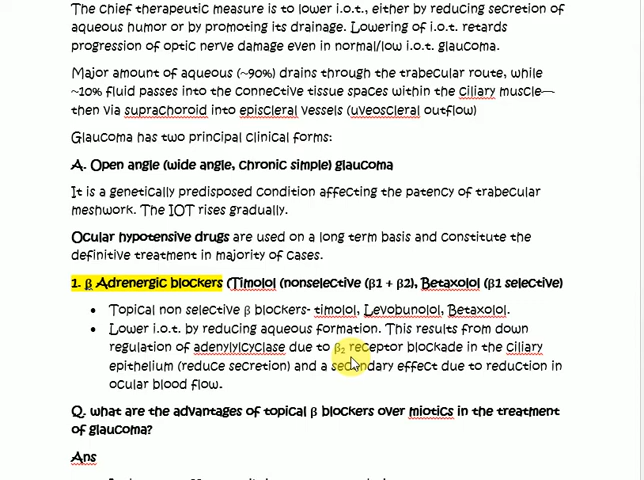 The chief therapeutic measure is to lower i.o.t., either by reducing secretion of
aqueous humor or by promoting its drainage. Lowering of i.o.t. retards
progression of optic nerve damage even in normal/low i.o.t. glaucoma.
Major amount of aqueous (~90%) drains through the trabecular route, while
~10% fluid passes into the connective tissue spaces within the ciliary muscle—
then via suprachoroid into episcleral vessels (uveoscleral outflow)
Glaucoma has two principal clinical forms:
A. Open angle (wide angle, chronic simple) glaucoma
It is a genetically predisposed condition affecting the patency of trabecular
meshwork. The IOT rises gradually.
Ocular hypotensive drugs are used on a long term basis and constitute the
definitive treatment in majority of cases.
1. β Adrenergic blockers (Timolol (nonselective (β1 + β2), Betaxolol (β1 selective)
• Topical non selective β blockers- timolol, Levobunolol, Betaxolol.
• Lower i.o.t. by reducing aqueous formation. This results from down
regulation of adenylylcyclase due to β₂ receptor blockade in the ciliary
epithelium (reduce secretion) and a secondary effect due to reduction in
ocular blood flow.
Q. what are the advantages of topical β blockers over miotics in the treatment
of glaucoma?
Ans